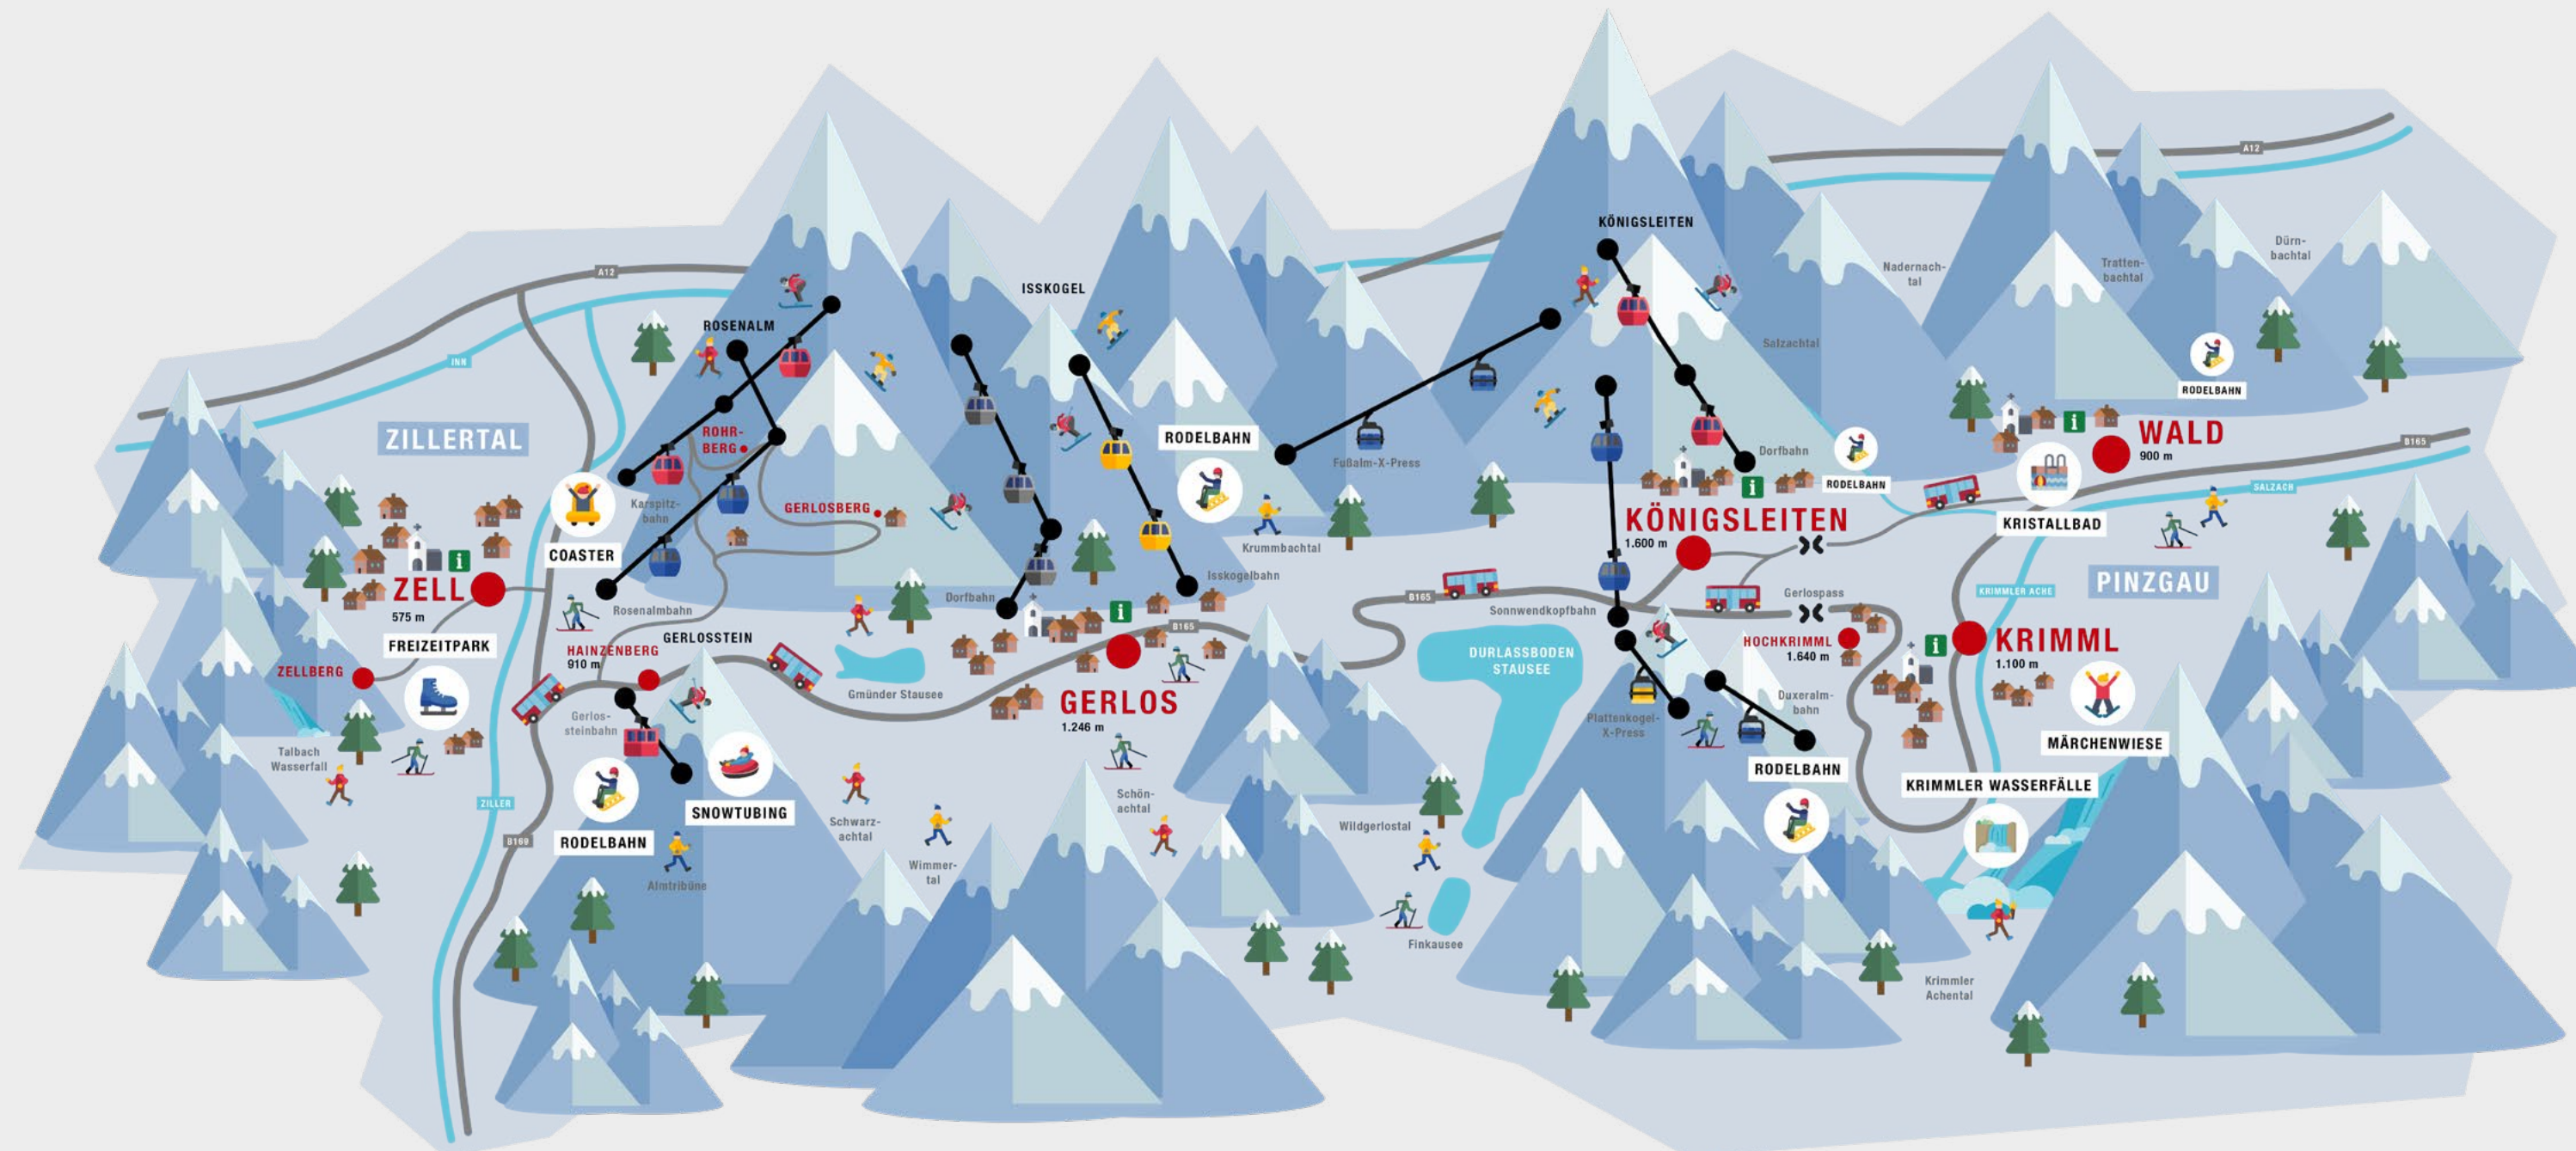 A12
INN
ZILLERTAL
ROSENALM
ROHR-
BERG
GERLOSBERG
Karspitz-
bahn
COASTER
ZELL
575 m
FREIZEITPARK
ZELLBERG
Talbach
Wasserfall
ZILLER
B169
Rosenalmbahn
HAINZENBERG
910 m
GERLOSSTEIN
Gerlos-
steinbahn
RODELBAHN
SNOWTUBING
Almtribüne
ISSKOGEL
RODELBAHN
Krummbachtal
Isskogelbahn
Dorfbahn
B165
Gmünder Stausee
GERLOS
1.246 m
Schwarz-
achtal
Wimmer-
tal
Schön-
achtal
Fußalm-X-Press
KÖNIGSLEITEN
Salzachtal
Dorfbahn
RODELBAHN
KÖNIGSLEITEN
1.600 m
B165
Sonnwendkopfbahn
DURLASSBODEN
STAUSEE
Wildgerlostal
Finkausee
Plattenkogel-
X-Press
Gerlospass
HOCHKRIMML
1.640 m
Duxeralm-
bahn
RODELBAHN
A12
Nadernach-
tal
Tratten-
bachtal
Dürn-
bachtal
RODELBAHN
WALD
900 m
B165
KRISTALLBAD
SALZACH
KRIMMLER ACHE
PINZGAU
KRIMML
1.100 m
MÄRCHENWIESE
KRIMMLER WASSERFÄLLE
Krimmler
Achental